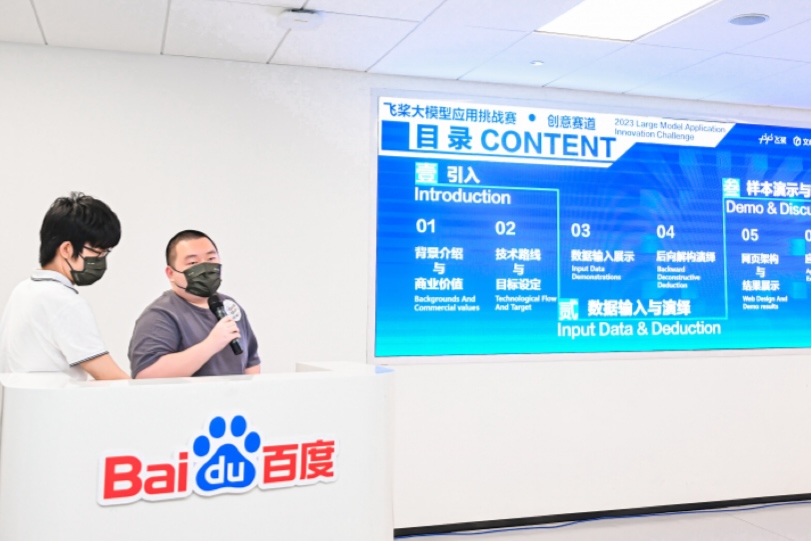 飞桨大模型应用挑战赛 • 创意赛道
2023 Large Model Application
Innovation Challenge
飞桨
目录 CONTENT
壹 引入
Introduction
01
背景介绍
与
商业价值
Backgrounds And
Commercial values
02
技术路线
与
目标设定
Technological Flow
And Target
03
数据输入展示
Input Data
Demonstrations
04
后向解构演绎
Backward
Deconstructive
Deduction
贰 数据输入与演绎
Input Data & Deduction
叁 样本演示与
Demo &
05
网页架构
与
结果展示
Web Design And
Demo results
Baidu百度